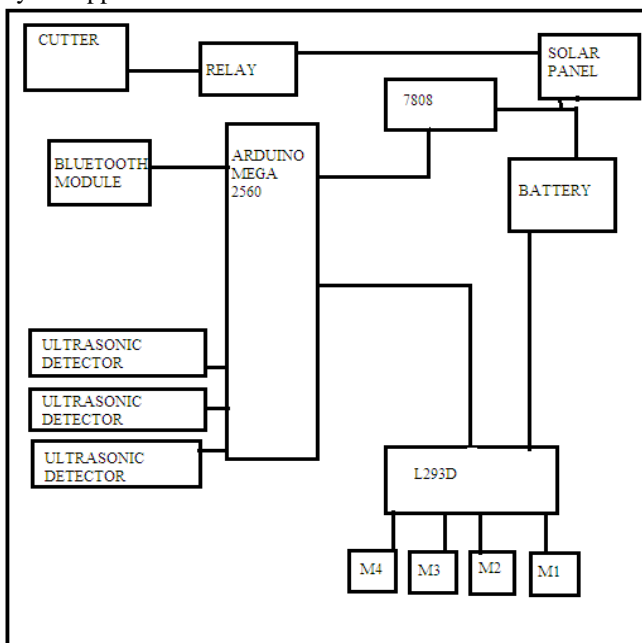 CUTTER
RELAY
SOLAR
PANEL
7808
BLUETOOTH
MODULE
ARDUINO
MEGA
2560
BATTERY
ULTRASONIC
DETECTOR
ULTRASONIC
DETECTOR
ULTRASONIC
DETECTOR
L293D
M4
M3
M2
M1